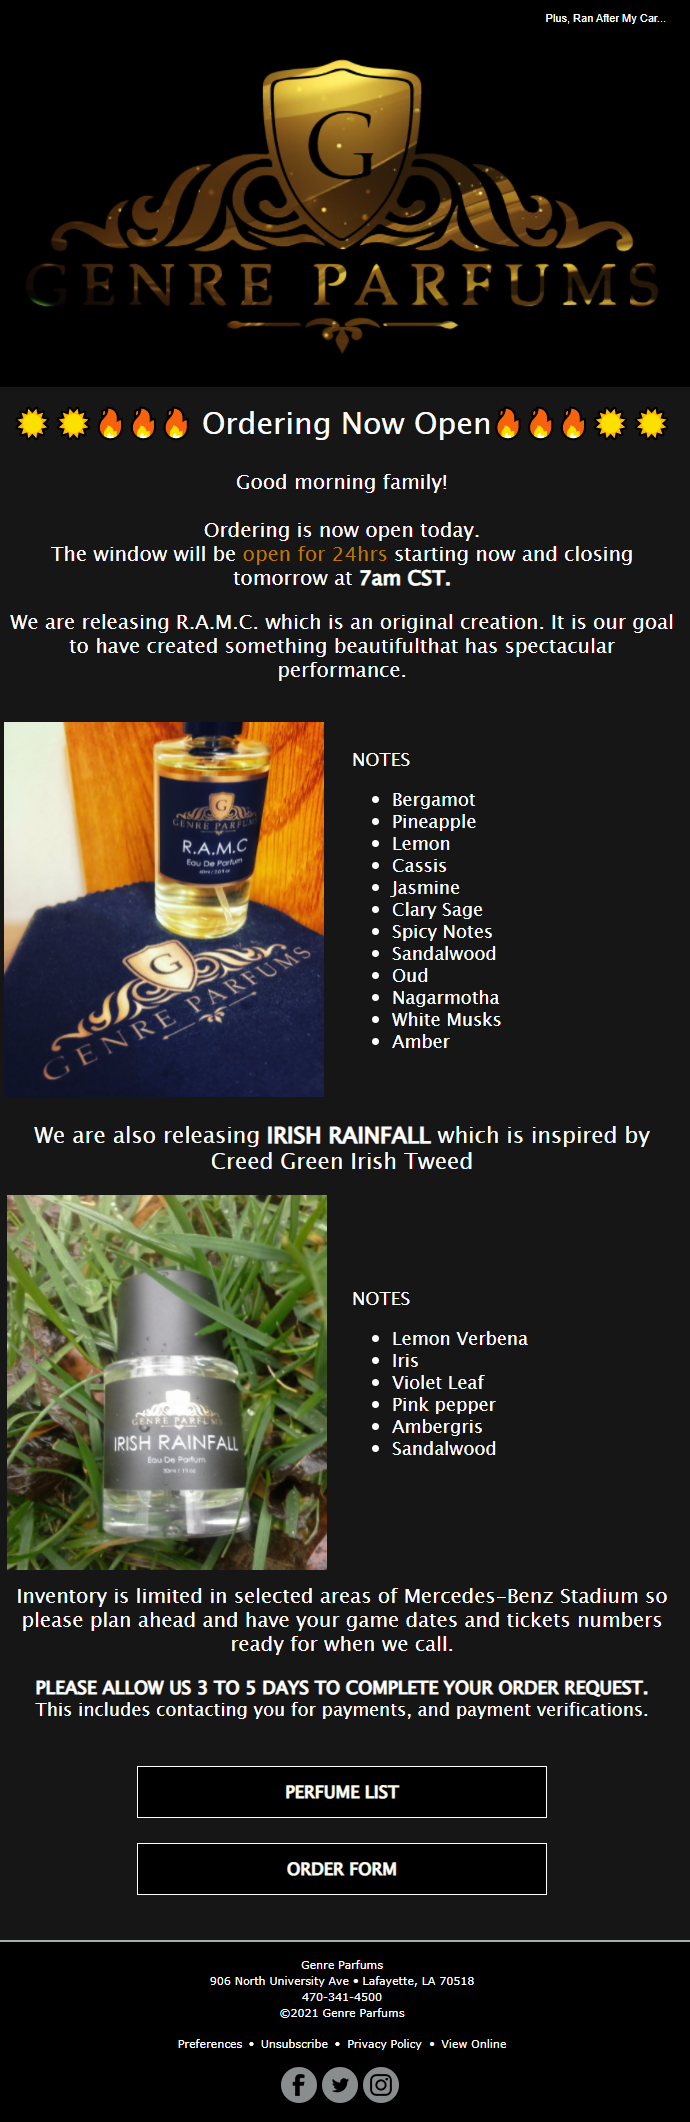 Plus, Ran After My Car...
G
GENRE PARFUMS
Ordering Now Open
Good morning family!
Ordering is now open today.
The window will be open for 24hrs starting now and closing
tomorrow at 7am CST.
We are releasing R.A.M.C. which is an original creation. It is our goal
to have created something beautifulthat has spectacular
performance.
G
GENRE PARFUMS
R.A.M.C
Eau De Parfum
G
GENRE PARFUMS
NOTES
Bergamot
Pineapple
Lemon
Cassis
Jasmine
Clary Sage
Spicy Notes
Sandalwood
Oud
Nagarmotha
White Musks
Amber
We are also releasing IRISH RAINFALL which is inspired by
Creed Green Irish Tweed
GENRE PARFUMS
IRISH RAINFALL
Eau De Parfum
NOTES
Lemon Verbena
Iris
Violet Leaf
Pink pepper
Ambergris
Sandalwood
Inventory is limited in selected areas of Mercedes-Benz Stadium so
please plan ahead and have your game dates and tickets numbers
ready for when we call.
PLEASE ALLOW US 3 TO 5 DAYS TO COMPLETE YOUR ORDER REQUEST.
This includes contacting you for payments, and payment verifications.
PERFUME LIST
ORDER FORM
Genre Parfums
906 North University Ave • Lafayette, LA 70518
470-341-4500
©2021 Genre Parfums
Preferences • Unsubscribe • Privacy Policy • View Online